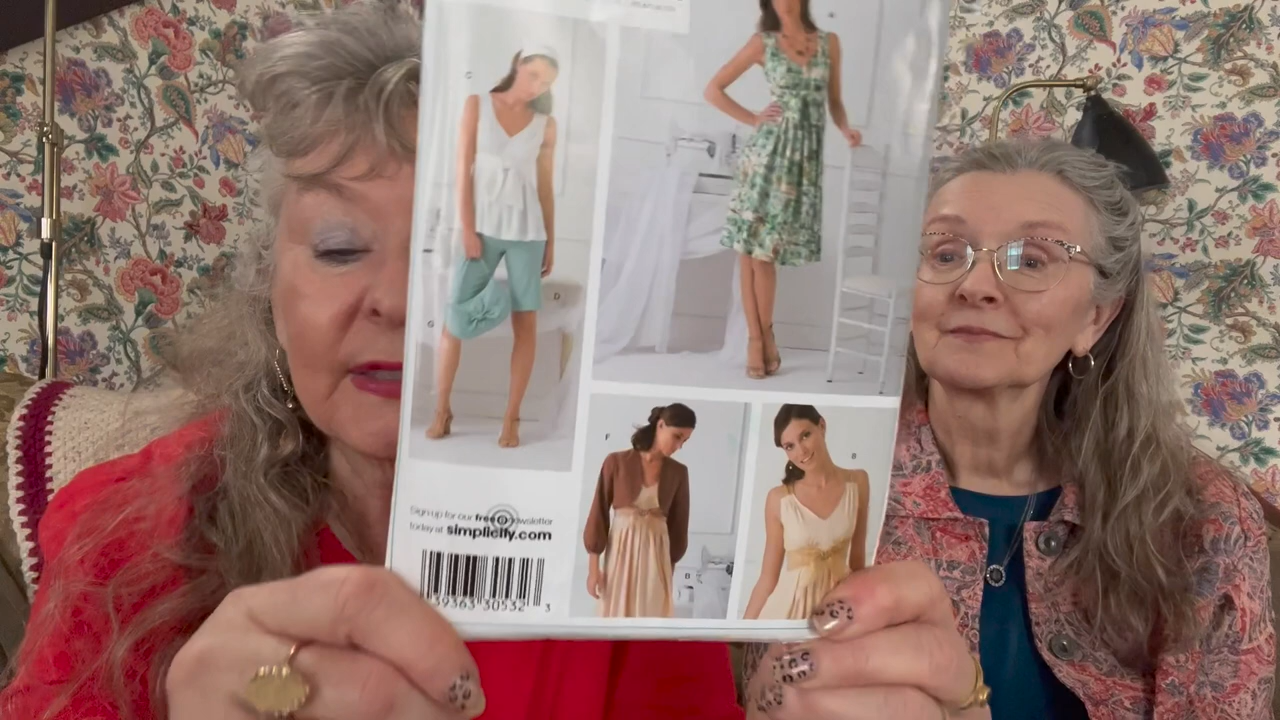 C
D
G
F
B
B
Sign up for our free e newsletter
today at simplicity.com
39363 30532 3